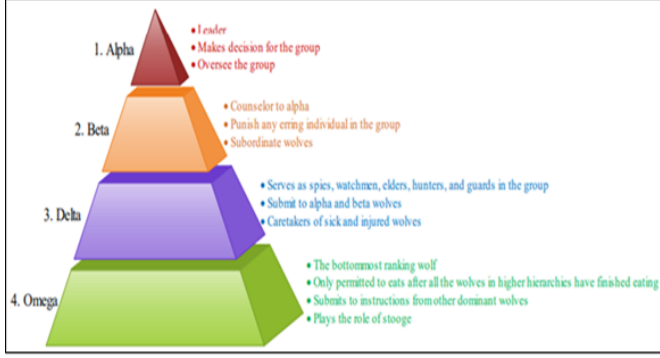 1. Alpha
• Leader
• Makes decision for the group
• Oversee the group
2. Beta
• Counselor to alpha
• Punish any erring individual in the group
• Subordinate wolves
3. Delta
• Serves as spies, watchmen, elders, hunters, and guards in the group
• Submit to alpha and beta wolves
• Caretakers of sick and injured wolves
4. Omega
• The bottommost ranking wolf
• Only permitted to eats after all the wolves in higher hierarchies have finished eating
• Submits to instructions from other dominant wolves
• Plays the role of stooge